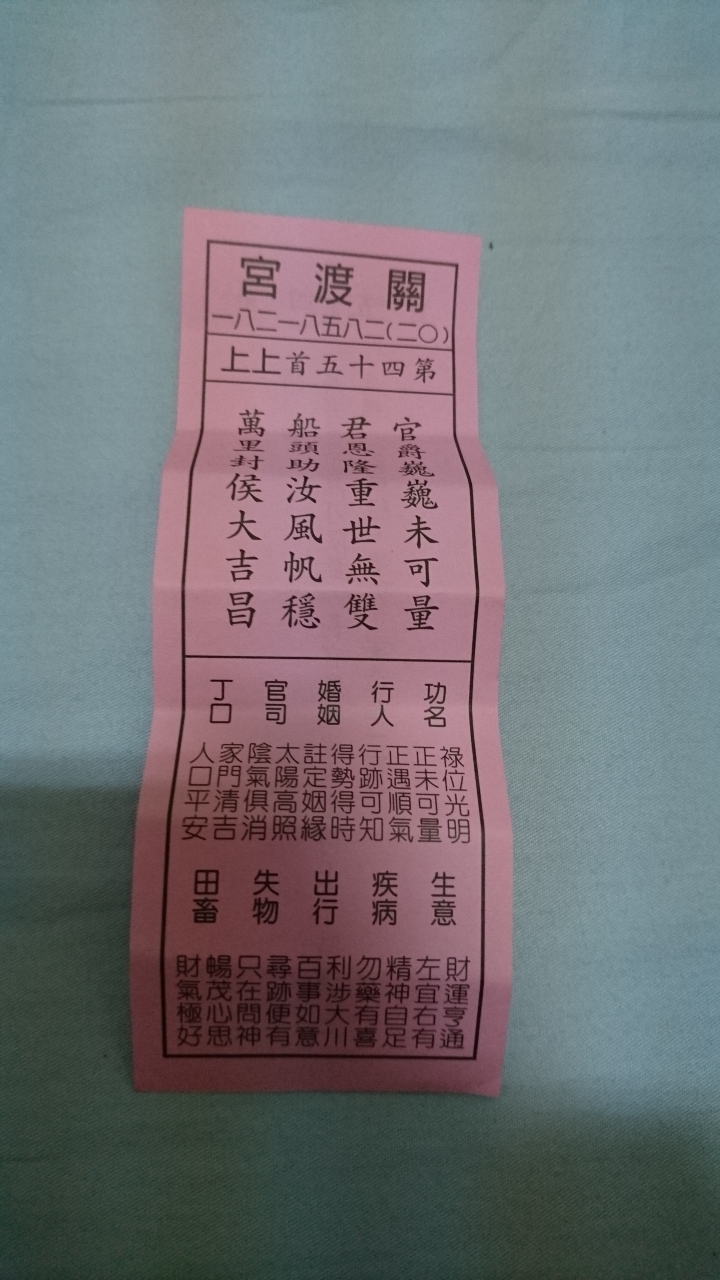 關渡宮
(〇二)二八五八一二八一
第四十五首上上
官爵巍巍未可量
君恩隆重世無雙
船頭助汝風帆穩
萬里封侯大吉昌
功名
祿位光明
正未可量
行人
正遇順氣
行跡可知
婚姻
得勢得時
註定姻緣
官司
太陽高照
陰氣俱消
丁口
家門清吉
人口平安
生意
財運亨通
左宜右有
疾病
精神自足
勿藥有喜
出行
利涉大川
百事如意
失物
尋跡便有
只在問神
田畜
暢茂心思
財氣極好